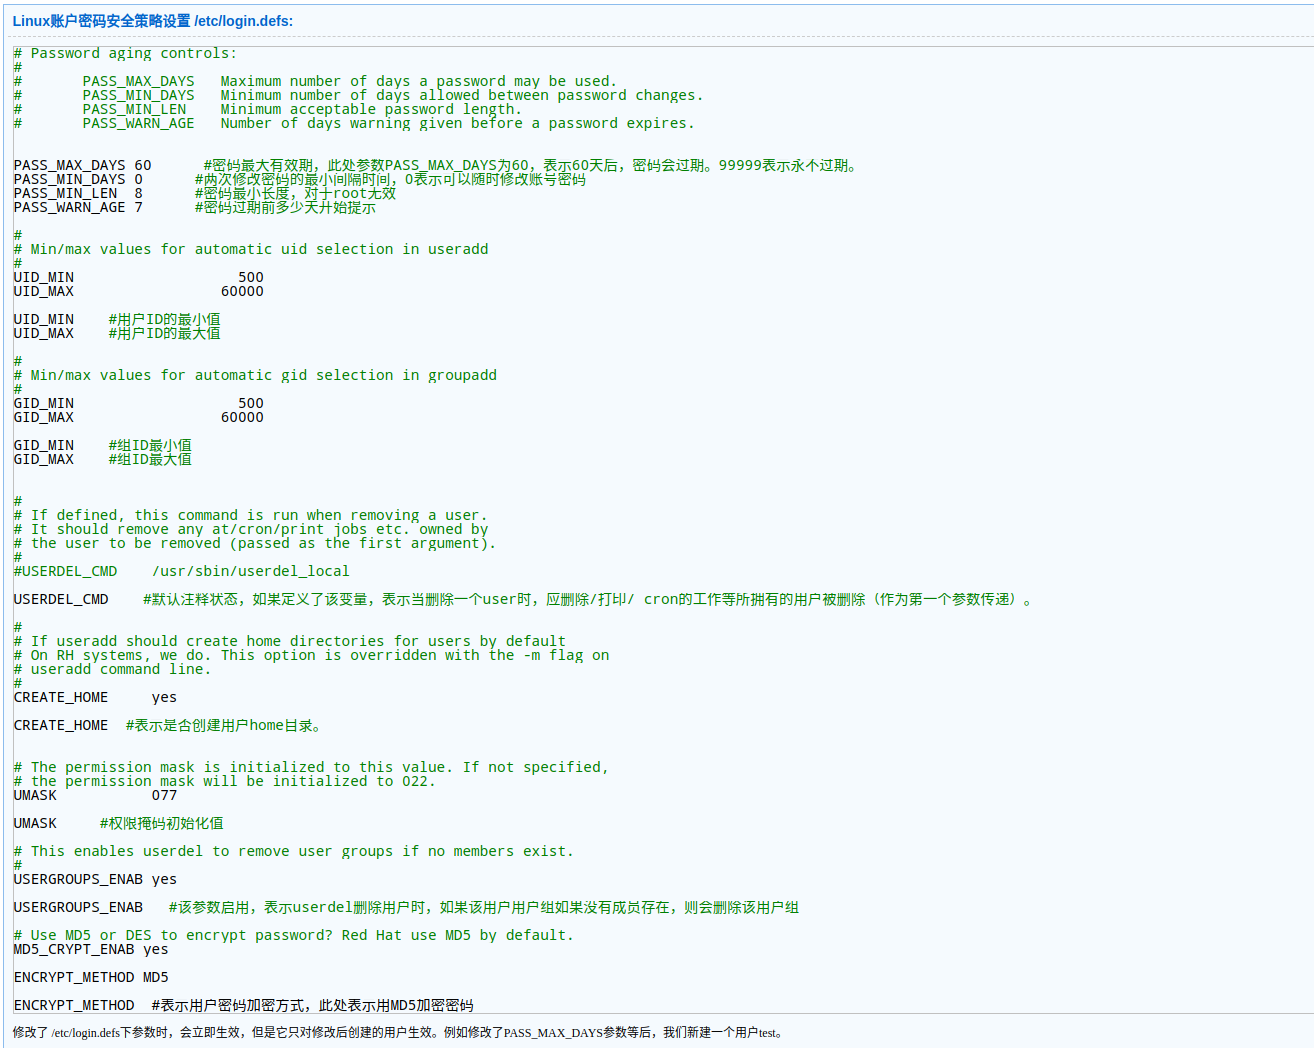 Linux账户密码安全策略设置 /etc/login.defs:
# Password aging controls:
#
#       PASS_MAX_DAYS   Maximum number of days a password may be used.
#       PASS_MIN_DAYS   Minimum number of days allowed between password changes.
#       PASS_MIN_LEN    Minimum acceptable password length.
#       PASS_WARN_AGE   Number of days warning given before a password expires.
PASS_MAX_DAYS 60      #密码最大有效期，此处参数PASS_MAX_DAYS为60，表示60天后，密码会过期。99999表示永不过期。
PASS_MIN_DAYS 0      #两次修改密码的最小间隔时间，0表示可以随时修改账号密码
PASS_MIN_LEN  8      #密码最小长度，对于root无效
PASS_WARN_AGE 7      #密码过期前多少天开始提示
#
# Min/max values for automatic uid selection in useradd
#
UID_MIN                   500
UID_MAX                 60000
UID_MIN    #用户ID的最小值
UID_MAX    #用户ID的最大值
#
# Min/max values for automatic gid selection in groupadd
#
GID_MIN                   500
GID_MAX                 60000
GID_MIN    #组ID最小值
GID_MAX    #组ID最大值
#
# If defined, this command is run when removing a user.
# It should remove any at/cron/print jobs etc. owned by
# the user to be removed (passed as the first argument).
#
#USERDEL_CMD    /usr/sbin/userdel_local
USERDEL_CMD    #默认注释状态，如果定义了该变量，表示当删除一个user时，应删除/打印/ cron的工作等所拥有的用户被删除（作为第一个参数传递）。
#
# If useradd should create home directories for users by default
# On RH systems, we do. This option is overridden with the -m flag on
# useradd command line.
#
CREATE_HOME     yes
CREATE_HOME  #表示是否创建用户home目录。
# The permission mask is initialized to this value. If not specified,
# the permission mask will be initialized to 022.
UMASK           077
UMASK     #权限掩码初始化值
# This enables userdel to remove user groups if no members exist.
#
USERGROUPS_ENAB yes
USERGROUPS_ENAB   #该参数启用，表示userdel删除用户时，如果该用户用户组如果没有成员存在，则会删除该用户组
# Use MD5 or DES to encrypt password? Red Hat use MD5 by default.
MD5_CRYPT_ENAB yes
ENCRYPT_METHOD MD5
ENCRYPT_METHOD  #表示用户密码加密方式，此处表示用MD5加密密码
修改了 /etc/login.defs下参数时，会立即生效，但是它只对修改后创建的用户生效。例如修改了PASS_MAX_DAYS参数等后，我们新建一个用户test。